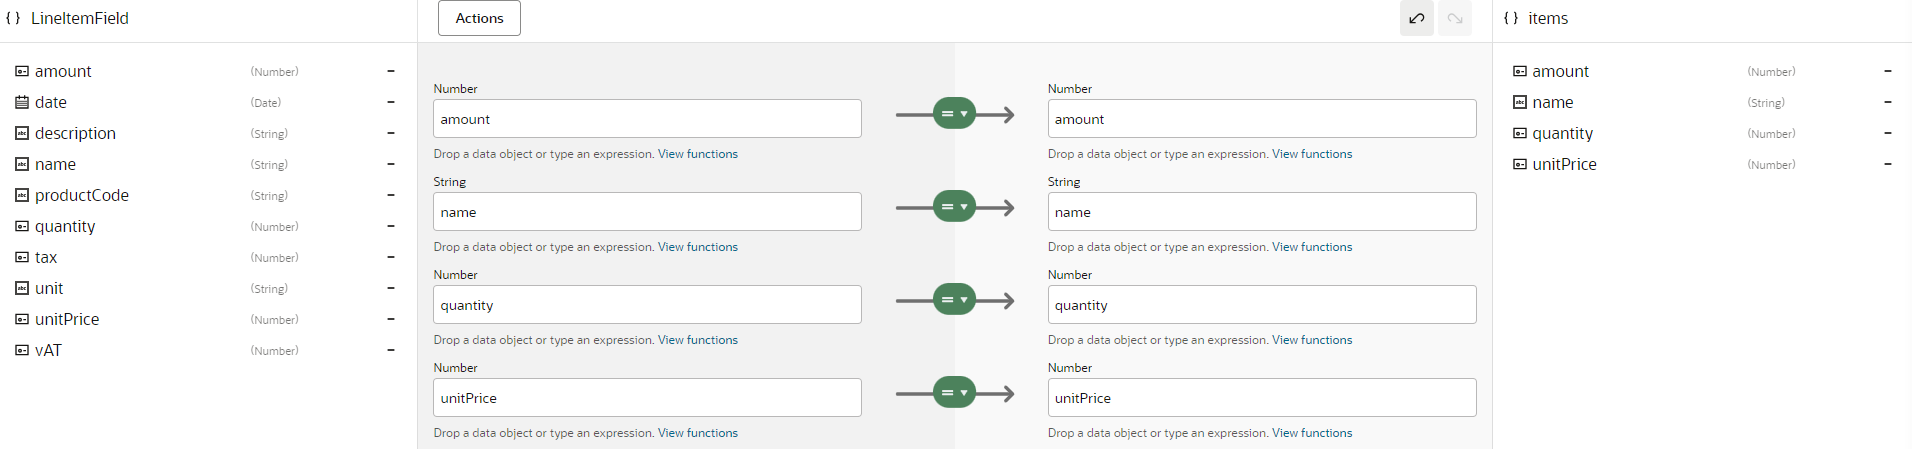 {} LineItemField
amount (Number) -
date (Date) -
description (String) -
name (String) -
productCode (String) -
quantity (Number) -
tax (Number) -
unit (String) -
unitPrice (Number) -
vAT (Number) -
Actions
Number
amount
Drop a data object or type an expression. View functions
=
Number
amount
Drop a data object or type an expression. View functions
String
name
Drop a data object or type an expression. View functions
=
String
name
Drop a data object or type an expression. View functions
Number
quantity
Drop a data object or type an expression. View functions
=
Number
quantity
Drop a data object or type an expression. View functions
Number
unitPrice
Drop a data object or type an expression. View functions
=
Number
unitPrice
Drop a data object or type an expression. View functions
{} items
amount (Number) -
name (String) -
quantity (Number) -
unitPrice (Number) -